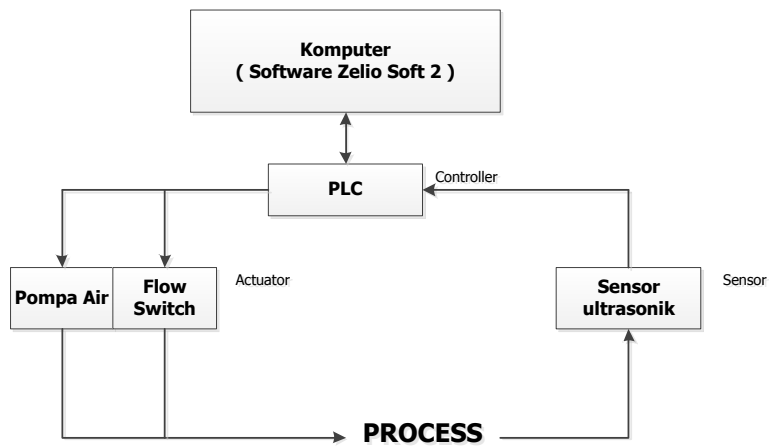 Komputer
( Software Zelio Soft 2 )
PLC
Controller
Pompa Air
Flow
Switch
Actuator
Sensor
ultrasonik
Sensor
PROCESS